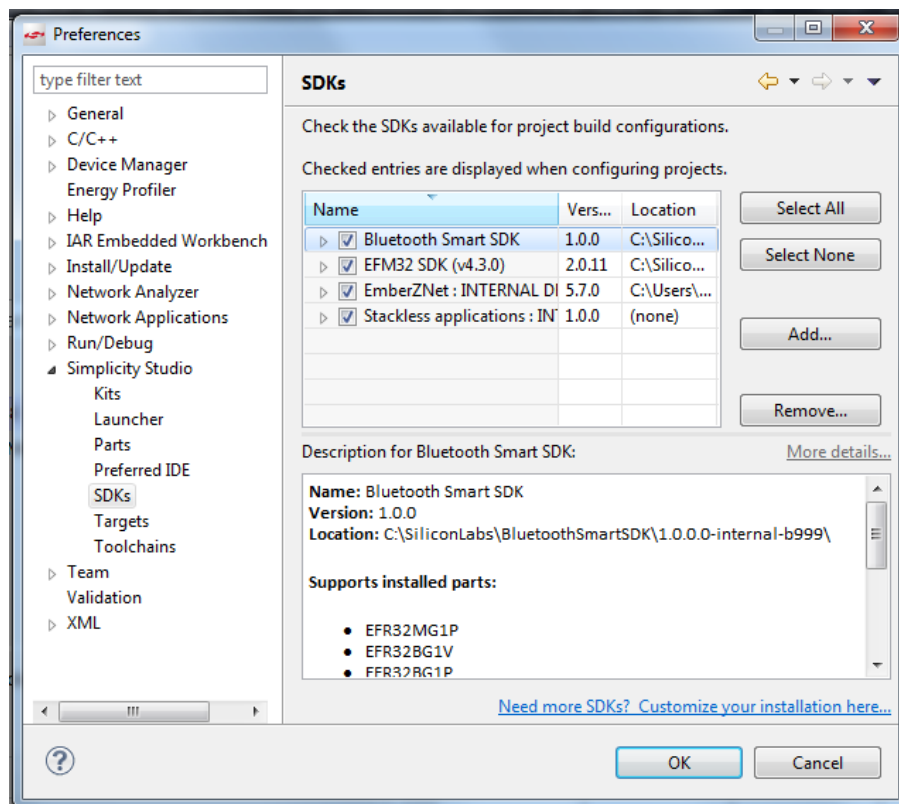 Preferences
type filter text
General
C/C++
Device Manager
Energy Profiler
Help
IAR Embedded Workbench
Install/Update
Network Analyzer
Network Applications
Run/Debug
Simplicity Studio
Kits
Launcher
Parts
Preferred IDE
SDKs
Targets
Toolchains
Team
Validation
XML
SDKs
Check the SDKs available for project build configurations.
Checked entries are displayed when configuring projects.
Name Vers... Location
Bluetooth Smart SDK 1.0.0 C:\Silico...
EFM32 SDK (v4.3.0) 2.0.11 C:\Silico...
EmberZNet : INTERNAL DI 5.7.0 C:\Users\...
Stackless applications : INT 1.0.0 (none)
Select All
Select None
Add...
Remove...
Description for Bluetooth Smart SDK: More details...
Name: Bluetooth Smart SDK
Version: 1.0.0
Location: C:\SiliconLabs\BluetoothSmartSDK\1.0.0.0-internal-b999\
Supports installed parts:
• EFR32MG1P
• EFR32BG1V
• EFR32BG1P
Need more SDKs? Customize your installation here...
OK Cancel